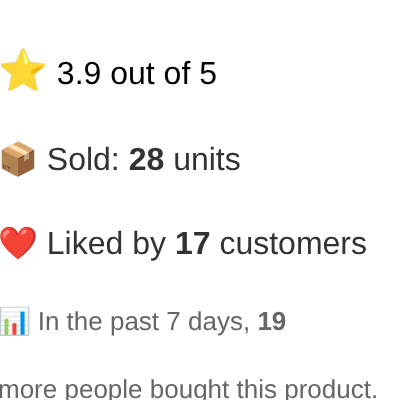 ⭐ 3.9 out of 5
📦 Sold: 28 units
❤️ Liked by 17 customers
📊 In the past 7 days, 19
more people bought this product.